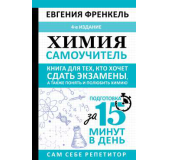 ЕВГЕНИЯ ФРЕНКЕЛЬ
4-е ИЗДАНИЕ
ХИМИЯ
САМОУЧИТЕЛЬ
КНИГА ДЛЯ ТЕХ, КТО ХОЧЕТ
СДАТЬ ЭКЗАМЕНЫ,
А ТАКЖЕ ПОНЯТЬ И ПОЛЮБИТЬ ХИМИЮ
ПОДГОТОВКА
за 15
МИНУТ В ДЕНЬ
САМ СЕБЕ РЕПЕТИТОР